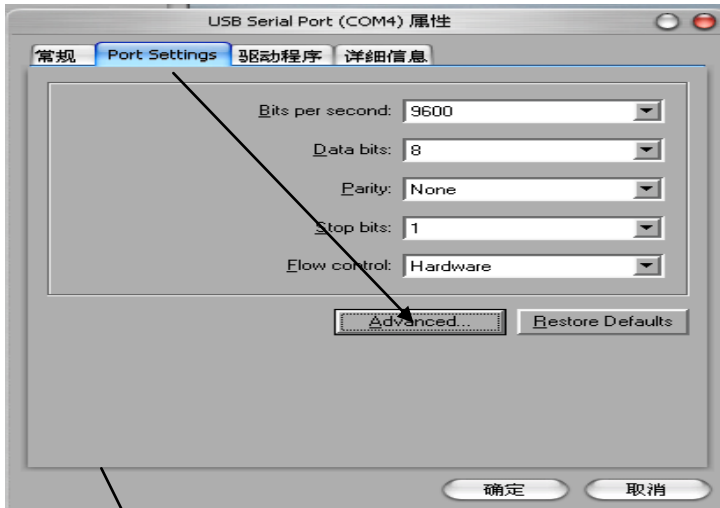 USB Serial Port (COM4) 属性
常规 Port Settings 驱动程序 详细信息
Bits per second: 9600
Data bits: 8
Parity: None
Stop bits: 1
Flow control: Hardware
Advanced... Restore Defaults
确定 取消